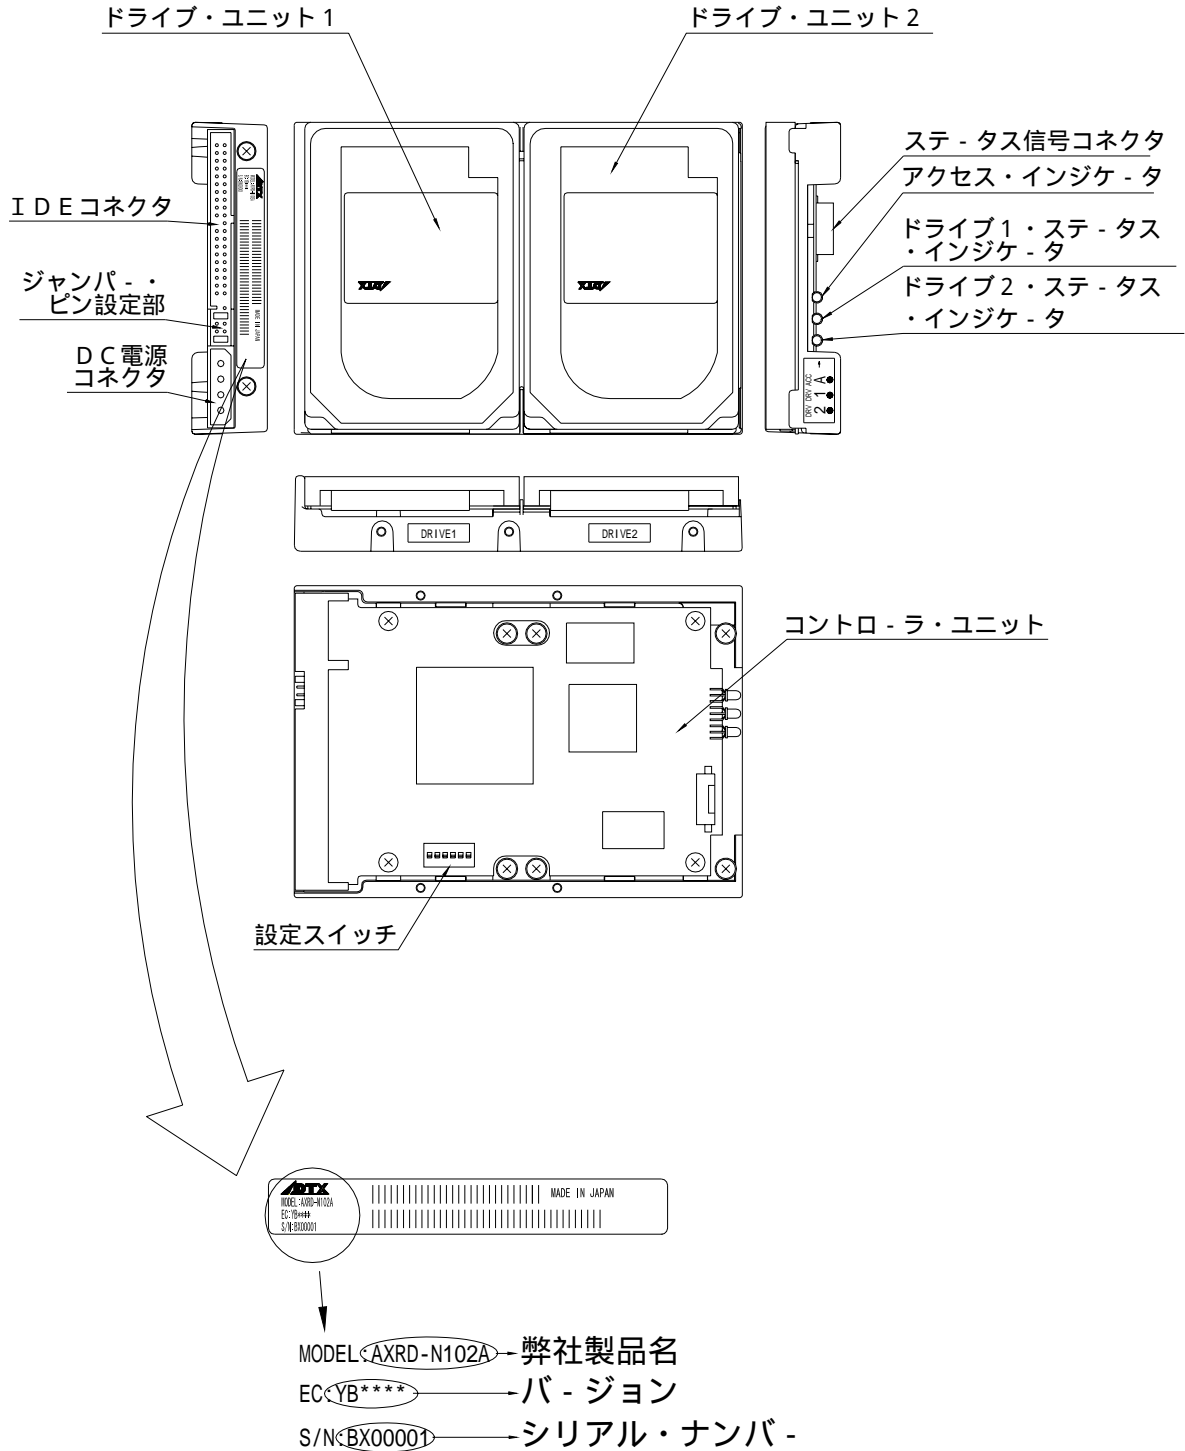 ドライブ・ユニット1
ドライブ・ユニット2
IDEコネクタ
ジャンパ-・
ピン設定部
DC電源
コネクタ
ステ-タス信号コネクタ
アクセス・インジケ-タ
ドライブ1・ステ-タス
・インジケ-タ
ドライブ2・ステ-タス
・インジケ-タ
MADE IN JAPAN
ADTX
ADTX
DRV DRV ACC
2 1 A
DRIVE1
DRIVE2
コントロ-ラ・ユニット
設定スイッチ
ADTX
MODEL:AXRD-N102A
EC:YB****
S/N:BX00001
MADE IN JAPAN
MODEL:AXRD-N102A 弊社製品名
EC:YB**** バ-ジョン
S/N:BX00001 シリアル・ナンバ-